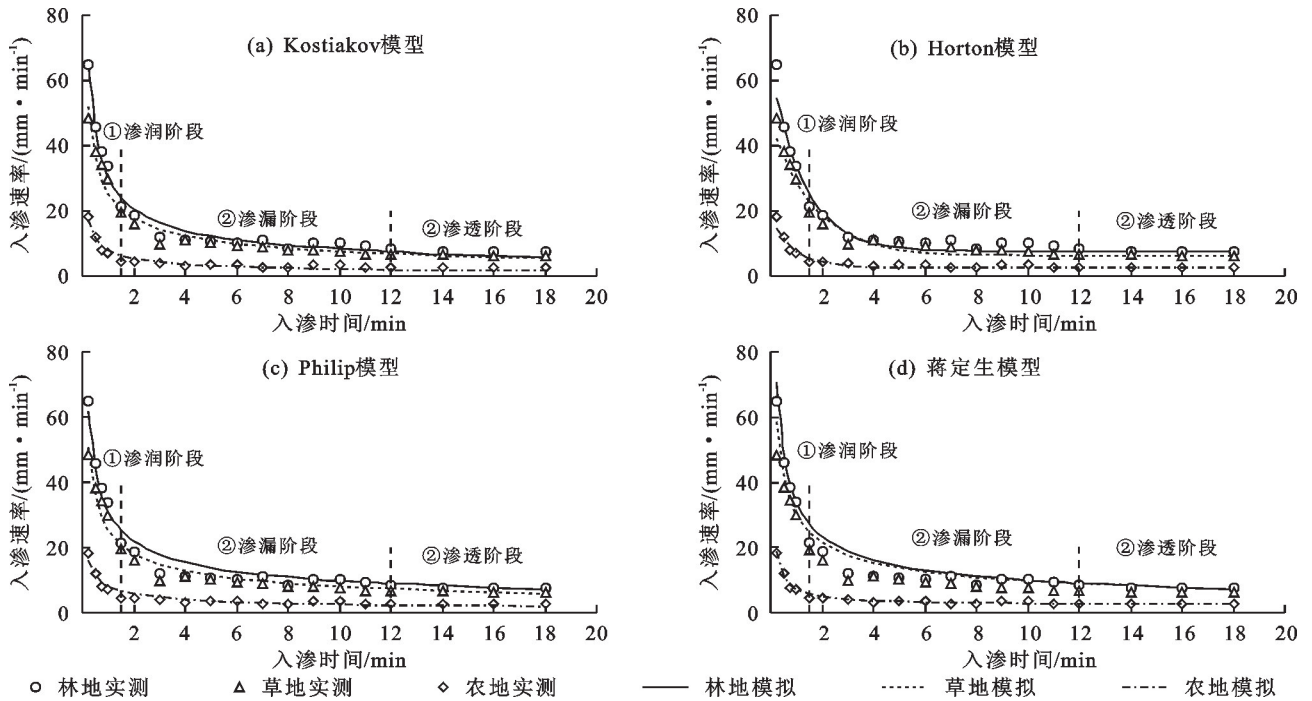 (a) Kostiakov模型
入渗速率/(mm·min⁻¹)
80
60
40
20
0
①渗润阶段
②渗漏阶段
②渗透阶段
2 4 6 8 10 12 14 16 18 20
入渗时间/min
(b) Horton模型
入渗速率/(mm·min⁻¹)
80
60
40
20
0
①渗润阶段
②渗漏阶段
②渗透阶段
2 4 6 8 10 12 14 16 18 20
入渗时间/min
(c) Philip模型
入渗速率/(mm·min⁻¹)
80
60
40
20
0
①渗润阶段
②渗漏阶段
②渗透阶段
2 4 6 8 10 12 14 16 18 20
入渗时间/min
(d) 蒋定生模型
入渗速率/(mm·min⁻¹)
80
60
40
20
0
①渗润阶段
②渗漏阶段
②渗透阶段
2 4 6 8 10 12 14 16 18 20
入渗时间/min
林地实测 草地实测 农地实测 林地模拟 草地模拟 农地模拟